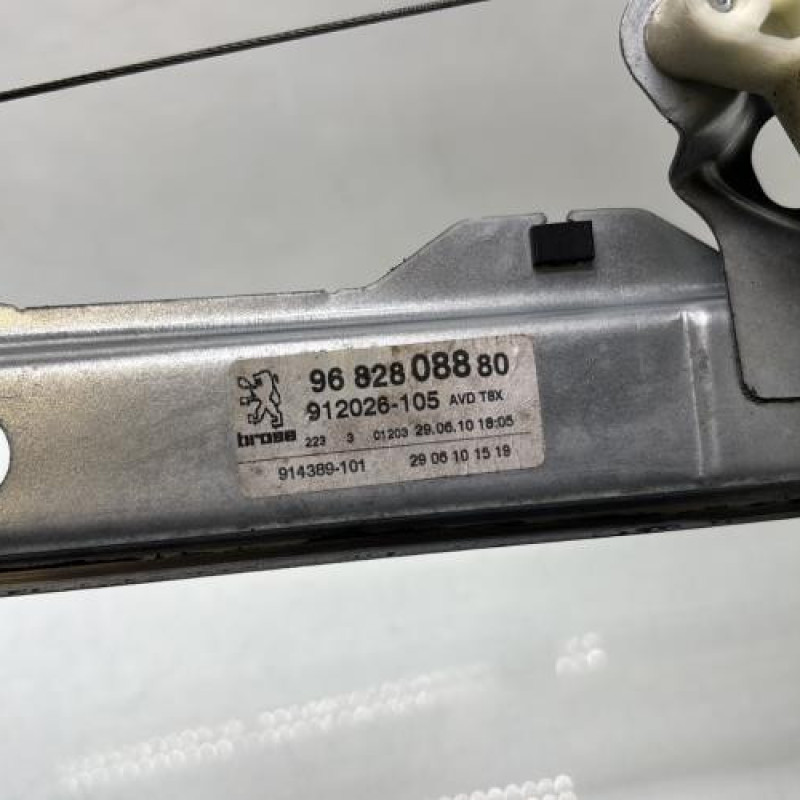 96 828 088 80
912026-105 AVD T8X
brose 223 3 01203 29.06.10 18:05
914389-101 29 06 10 15 19